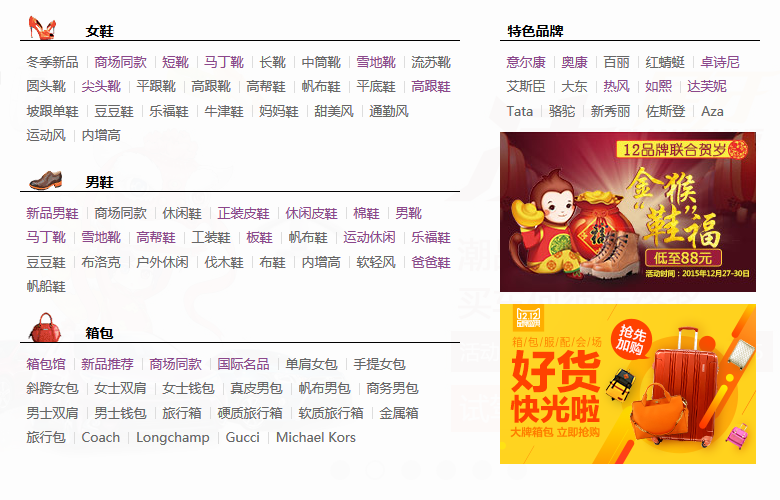 女鞋
冬季新品 商场同款 短靴 马丁靴 长靴 中筒靴 雪地靴 流苏靴
圆头靴 尖头靴 平跟靴 高跟靴 高帮鞋 帆布鞋 平底鞋 高跟鞋
坡跟单鞋 豆豆鞋 乐福鞋 牛津鞋 妈妈鞋 甜美风 通勤风
运动风 内增高
男鞋
新品男鞋 商场同款 休闲鞋 正装皮鞋 休闲皮鞋 棉鞋 男靴
马丁靴 雪地靴 高帮鞋 工装鞋 板鞋 帆布鞋 运动休闲 乐福鞋
豆豆鞋 布洛克 户外休闲 伐木鞋 布鞋 内增高 软轻风 爸爸鞋
帆船鞋
箱包
箱包馆 新品推荐 商场同款 国际名品 单肩女包 手提女包
斜跨女包 女士双肩 女士钱包 真皮男包 帆布男包 商务男包
男士双肩 男士钱包 旅行箱 硬质旅行箱 软质旅行箱 金属箱
旅行包 Coach Longchamp Gucci Michael Kors
特色品牌
意尔康 奥康 百丽 红蜻蜓 卓诗尼
艾斯臣 大东 热风 如熙 达芙妮
Tata 骆驼 新秀丽 佐斯登 Aza
12品牌联合贺岁
金猴
“鞋”福
低至88元
活动时间：2015年12月27-30日
12.12
箱/包/服/配/会/场
好货
快光啦
大牌箱包 立即抢购
抢先
加购